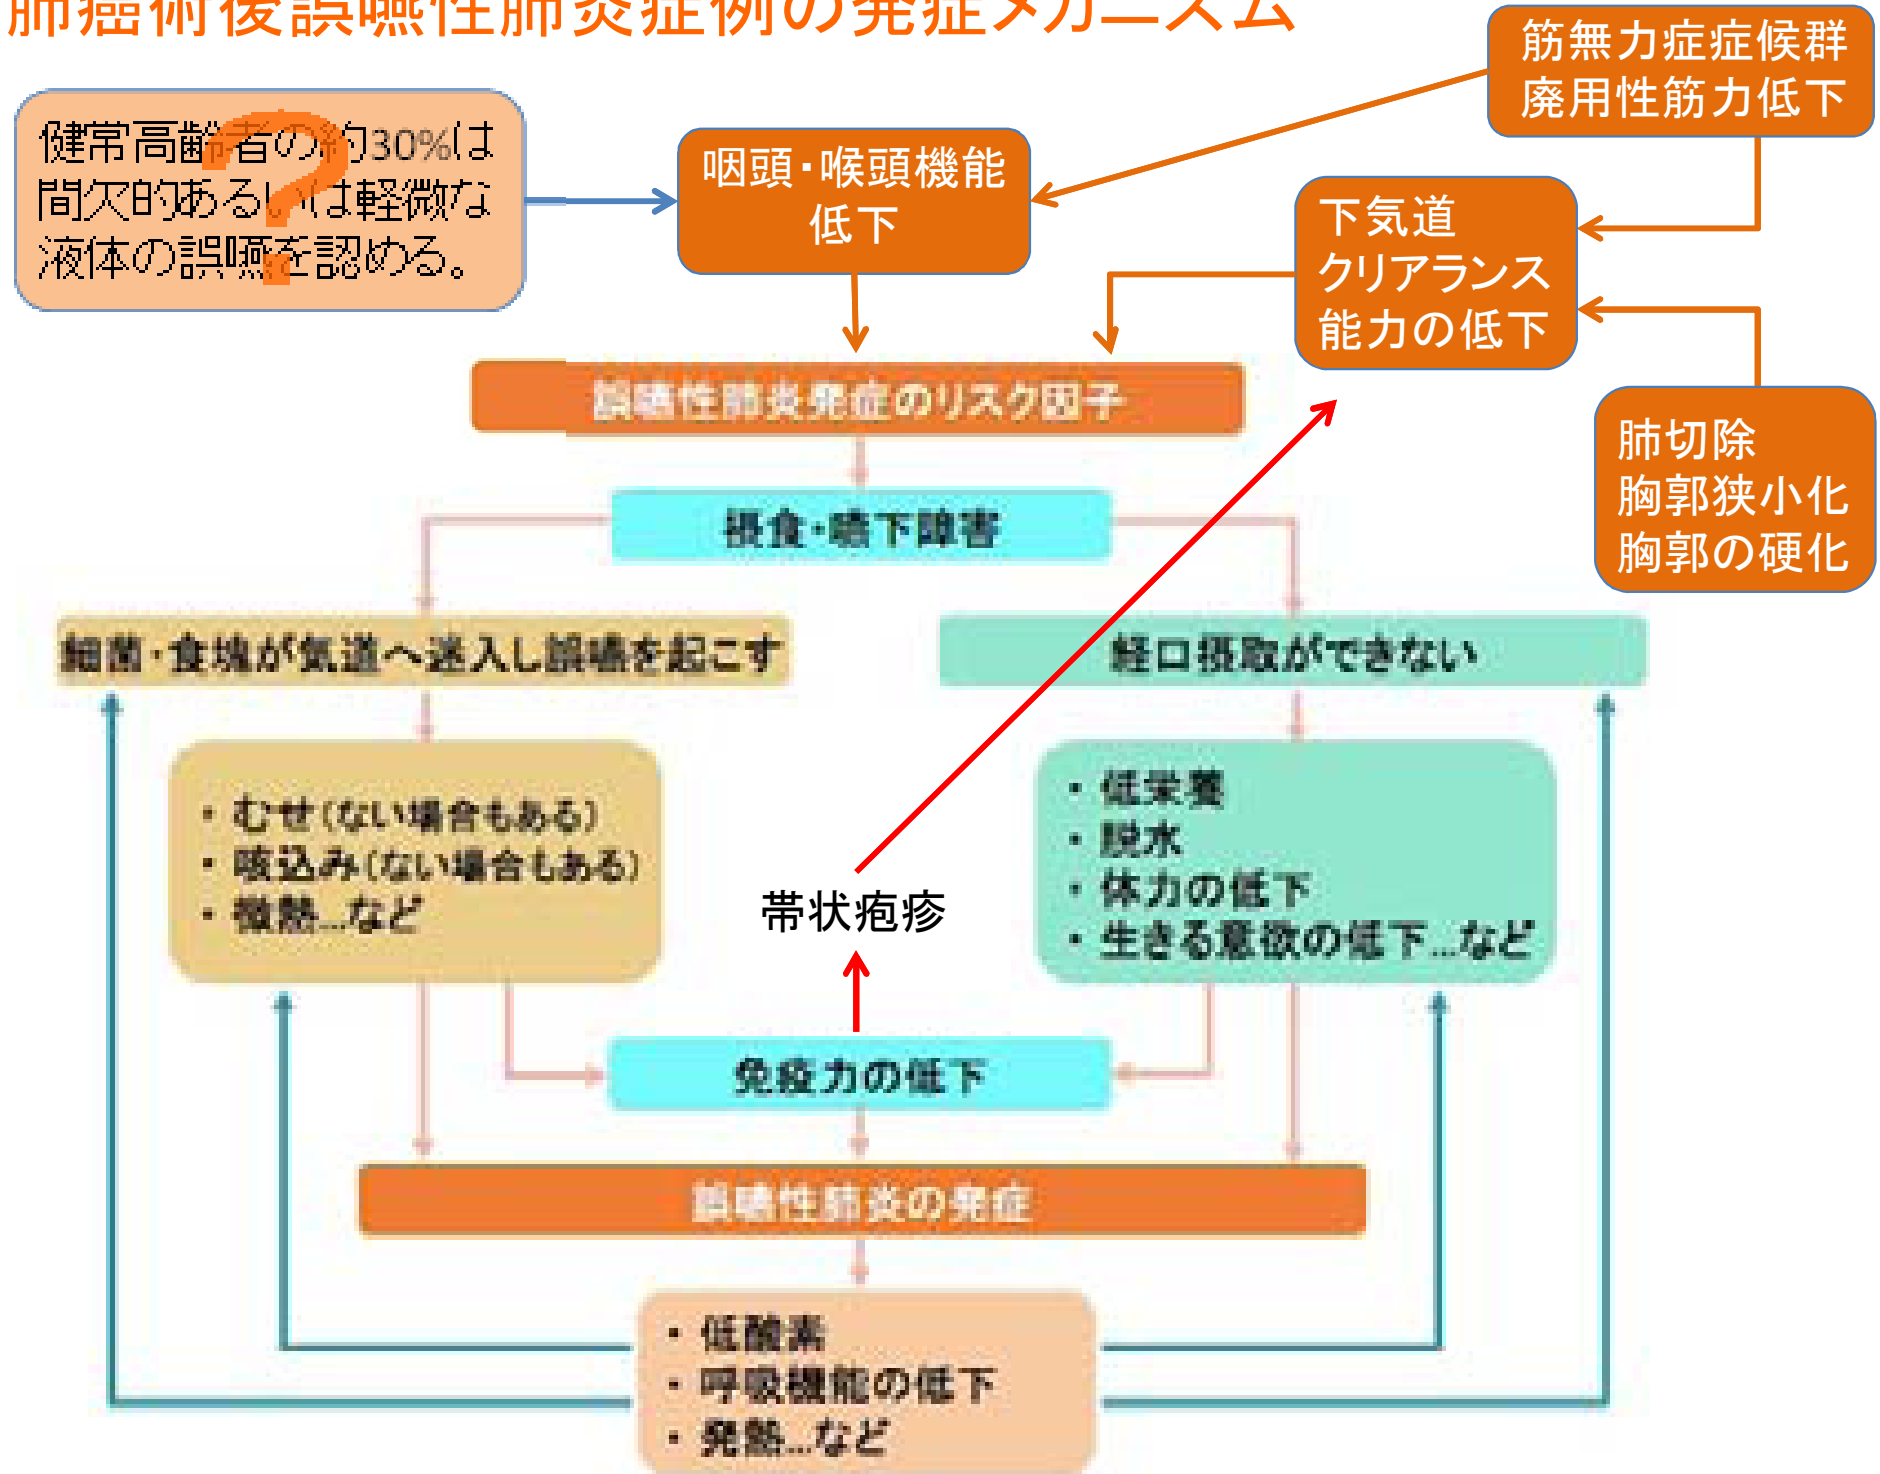 肺癌術後誤嚥性肺炎症例の発症メカニズム
筋無力症症候群
廃用性筋力低下
健常高齢者の約30%は
間欠的あるいは軽微な
液体の誤嚥を認める。
?
咽頭・喉頭機能
低下
下気道
クリアランス
能力の低下
誤嚥性肺炎発症のリスク因子
肺切除
胸郭狭小化
胸郭の硬化
摂食・嚥下障害
細菌・食塊が気道へ迷入し誤嚥を起こす
経口摂取ができない
・むせ(ない場合もある)
・咳込み(ない場合もある)
・微熱…など
・低栄養
・脱水
・体力の低下
・生きる意欲の低下…など
帯状疱疹
免疫力の低下
誤嚥性肺炎の発症
・低酸素
・呼吸機能の低下
・発熱…など